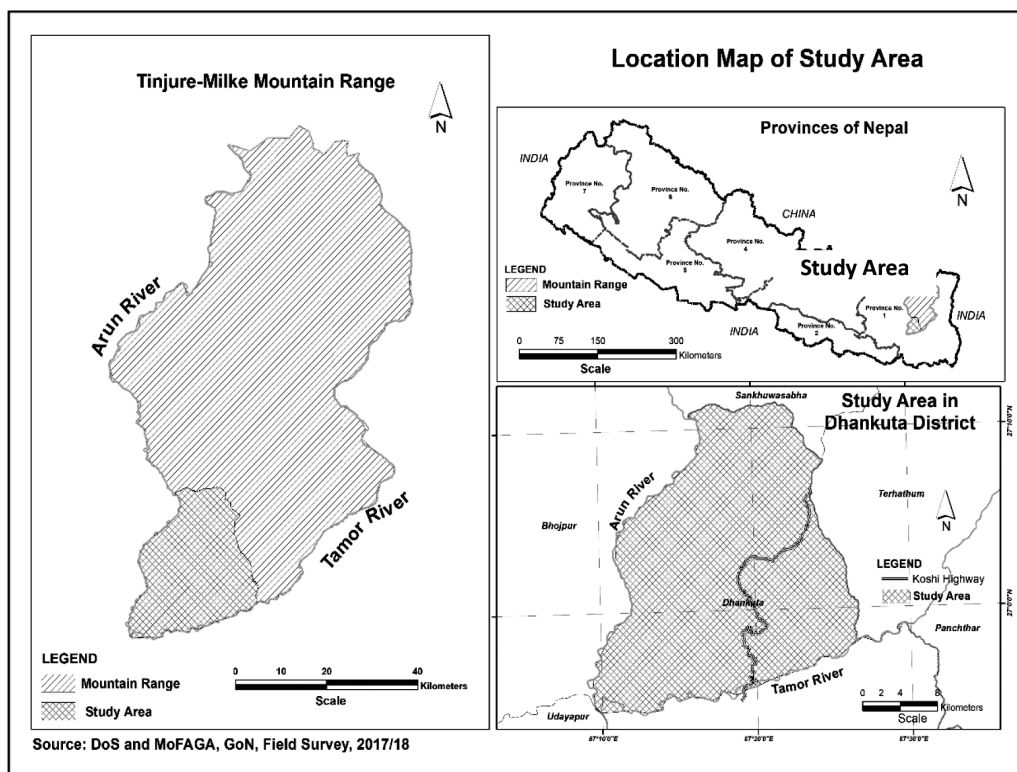 Location Map of Study Area
Tinjure-Milke Mountain Range
N
Arun River
Tamor River
LEGEND
Mountain Range
Study Area
0 20 40
Kilometers
Scale
Source: DoS and MoFAGA, GoN, Field Survey, 2017/18
Provinces of Nepal
N
INDIA
Province No.
7
Province No.
6
CHINA
Province No.
4
Province No.
5
Study Area
Province No.
1
INDIA
Province No.
2
INDIA
LEGEND
Mountain Range
Study Area
0 75 150 300
Kilometers
Scale
Sankhuwasabha
Study Area in
Dhankuta District
27°10'0"N
Arun River
Terhathum
N
Bhojpur
LEGEND
Koshi Highway
Study Area
Dhankuta
27°0'0"N
Panchthar
Tamor River
0 2 4 8
Kilometers
Scale
Udayapur
87°10'0"E
87°20'0"E
87°30'0"E